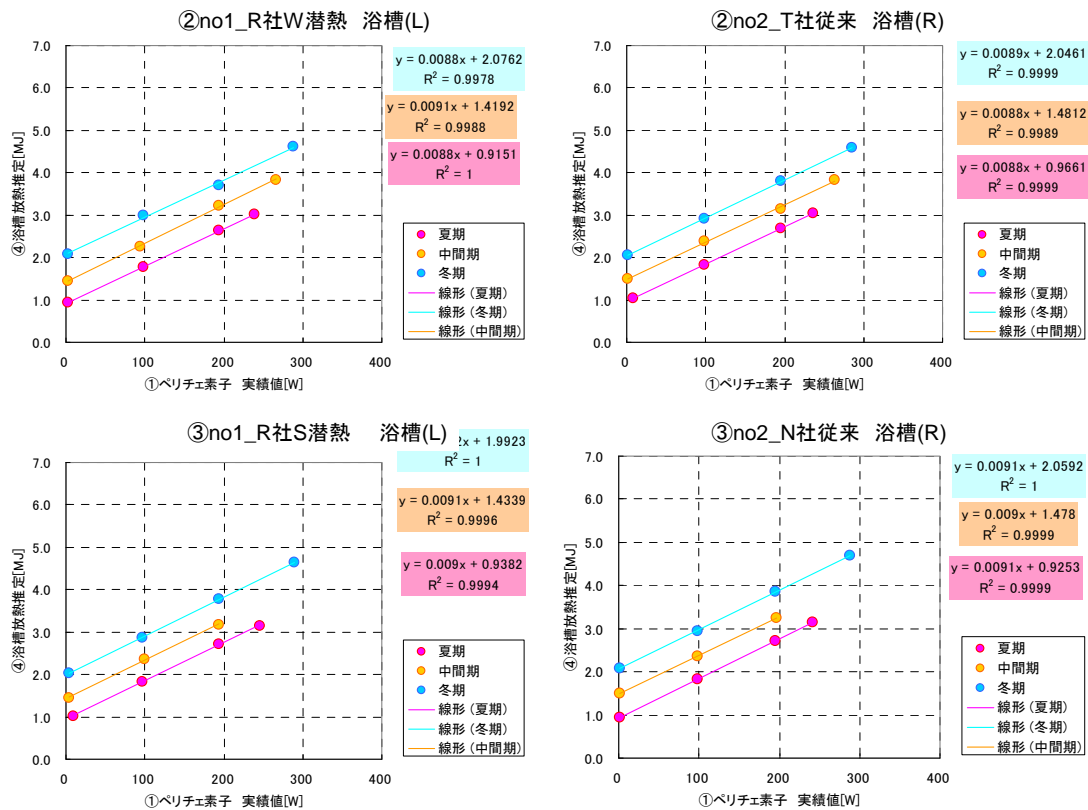 ②no1_R社W潜熱 浴槽(L)
7.0
6.0
5.0
4.0
3.0
2.0
1.0
0.0
④浴槽放熱推定[MJ]
0
100
200
300
400
①ペリチェ素子 実績値[W]
y = 0.0088x + 2.0762
R² = 0.9978
y = 0.0091x + 1.4192
R² = 0.9988
y = 0.0088x + 0.9151
R² = 1
夏期
中間期
冬期
線形 (夏期)
線形 (冬期)
線形 (中間期)
②no2_T社従来 浴槽(R)
7.0
6.0
5.0
4.0
3.0
2.0
1.0
0.0
④浴槽放熱推定[MJ]
0
100
200
300
400
①ペリチェ素子 実績値[W]
y = 0.0089x + 2.0461
R² = 0.9999
y = 0.0088x + 1.4812
R² = 0.9989
y = 0.0088x + 0.9661
R² = 0.9999
夏期
中間期
冬期
線形 (夏期)
線形 (冬期)
線形 (中間期)
③no1_R社S潜熱 浴槽(L)
7.0
6.0
5.0
4.0
3.0
2.0
1.0
0.0
④浴槽放熱推定[MJ]
0
100
200
300
400
①ペリチェ素子 実績値[W]
2x + 1.9923
R² = 1
y = 0.0091x + 1.4339
R² = 0.9996
y = 0.009x + 0.9382
R² = 0.9994
夏期
中間期
冬期
線形 (夏期)
線形 (冬期)
線形 (中間期)
③no2_N社従来 浴槽(R)
7.0
6.0
5.0
4.0
3.0
2.0
1.0
0.0
④浴槽放熱推定[MJ]
0
100
200
300
400
①ペリチェ素子 実績値[W]
y = 0.0091x + 2.0592
R² = 1
y = 0.009x + 1.478
R² = 0.9999
y = 0.0091x + 0.9253
R² = 0.9999
夏期
中間期
冬期
線形 (夏期)
線形 (冬期)
線形 (中間期)